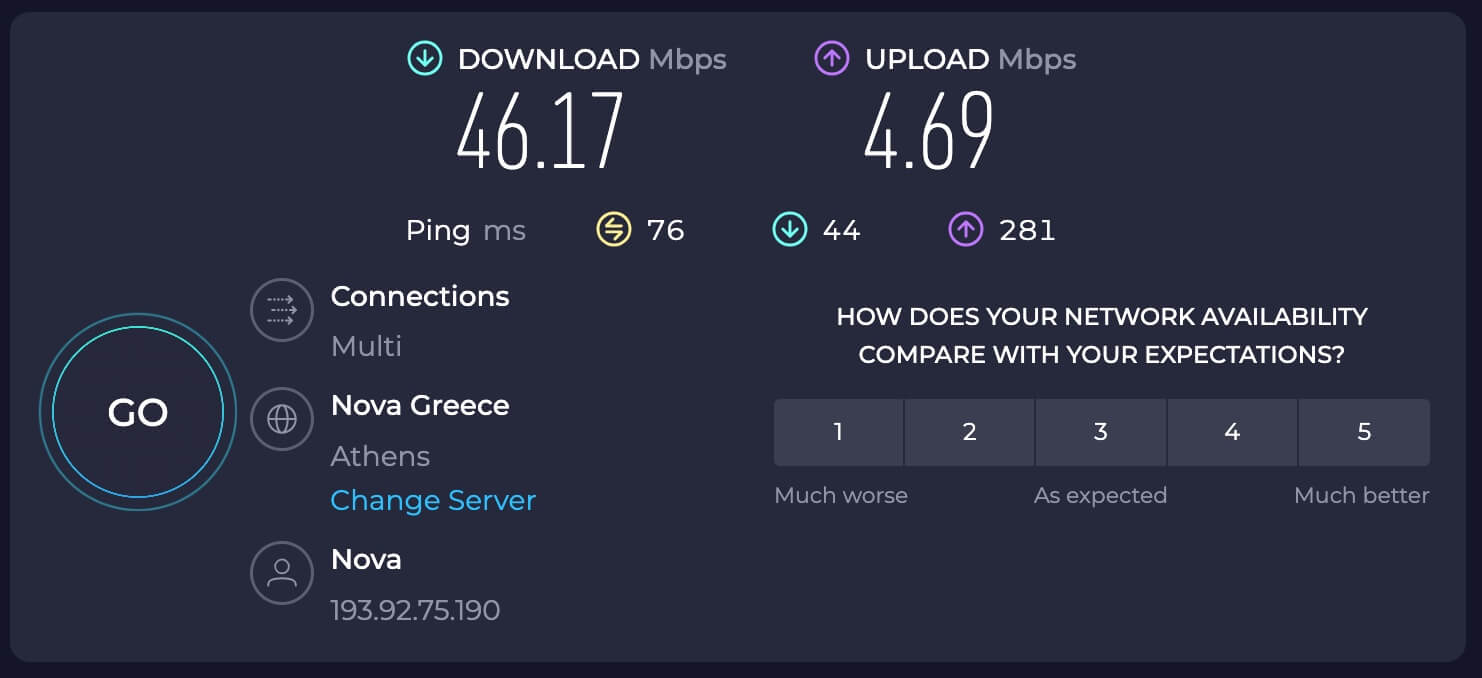 DOWNLOAD Mbps
46.17
UPLOAD Mbps
4.69
Ping ms 76 44 281
GO
Connections
Multi
Nova Greece
Athens
Change Server
Nova
193.92.75.190
HOW DOES YOUR NETWORK AVAILABILITY
COMPARE WITH YOUR EXPECTATIONS?
1 2 3 4 5
Much worse As expected Much better